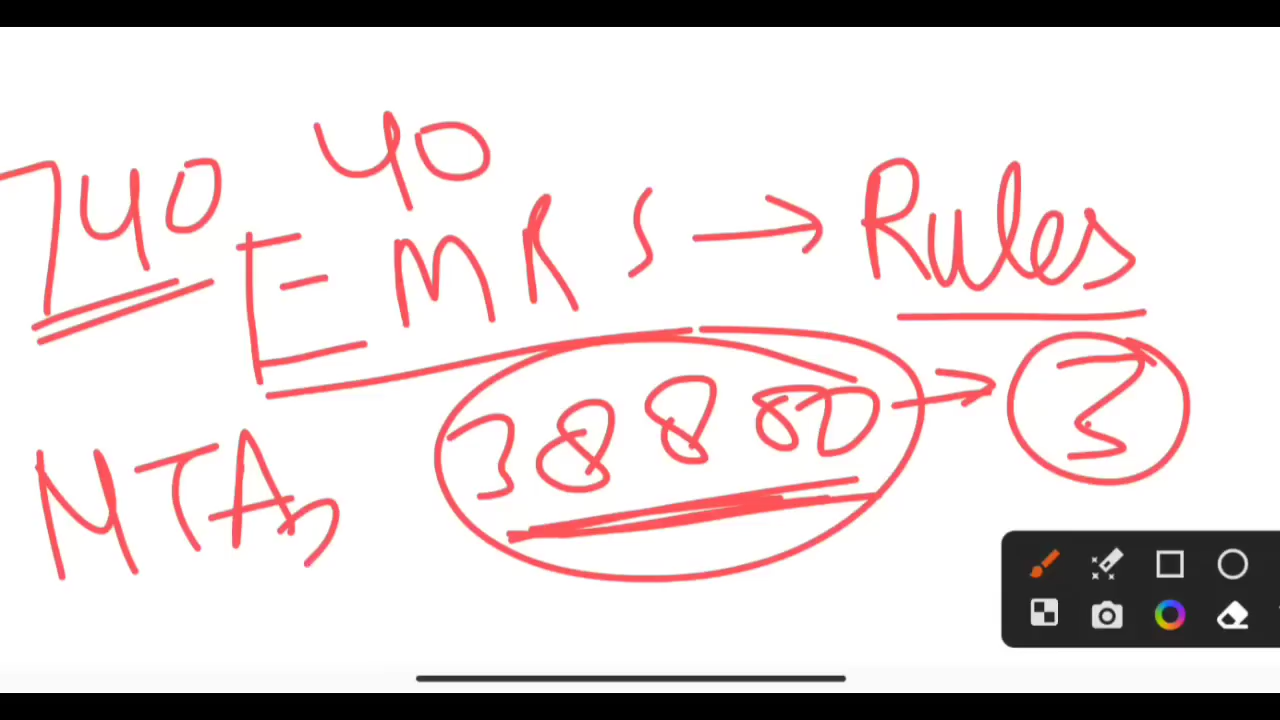 740 40
EMRS → Rules
38880 → 3
MTA,